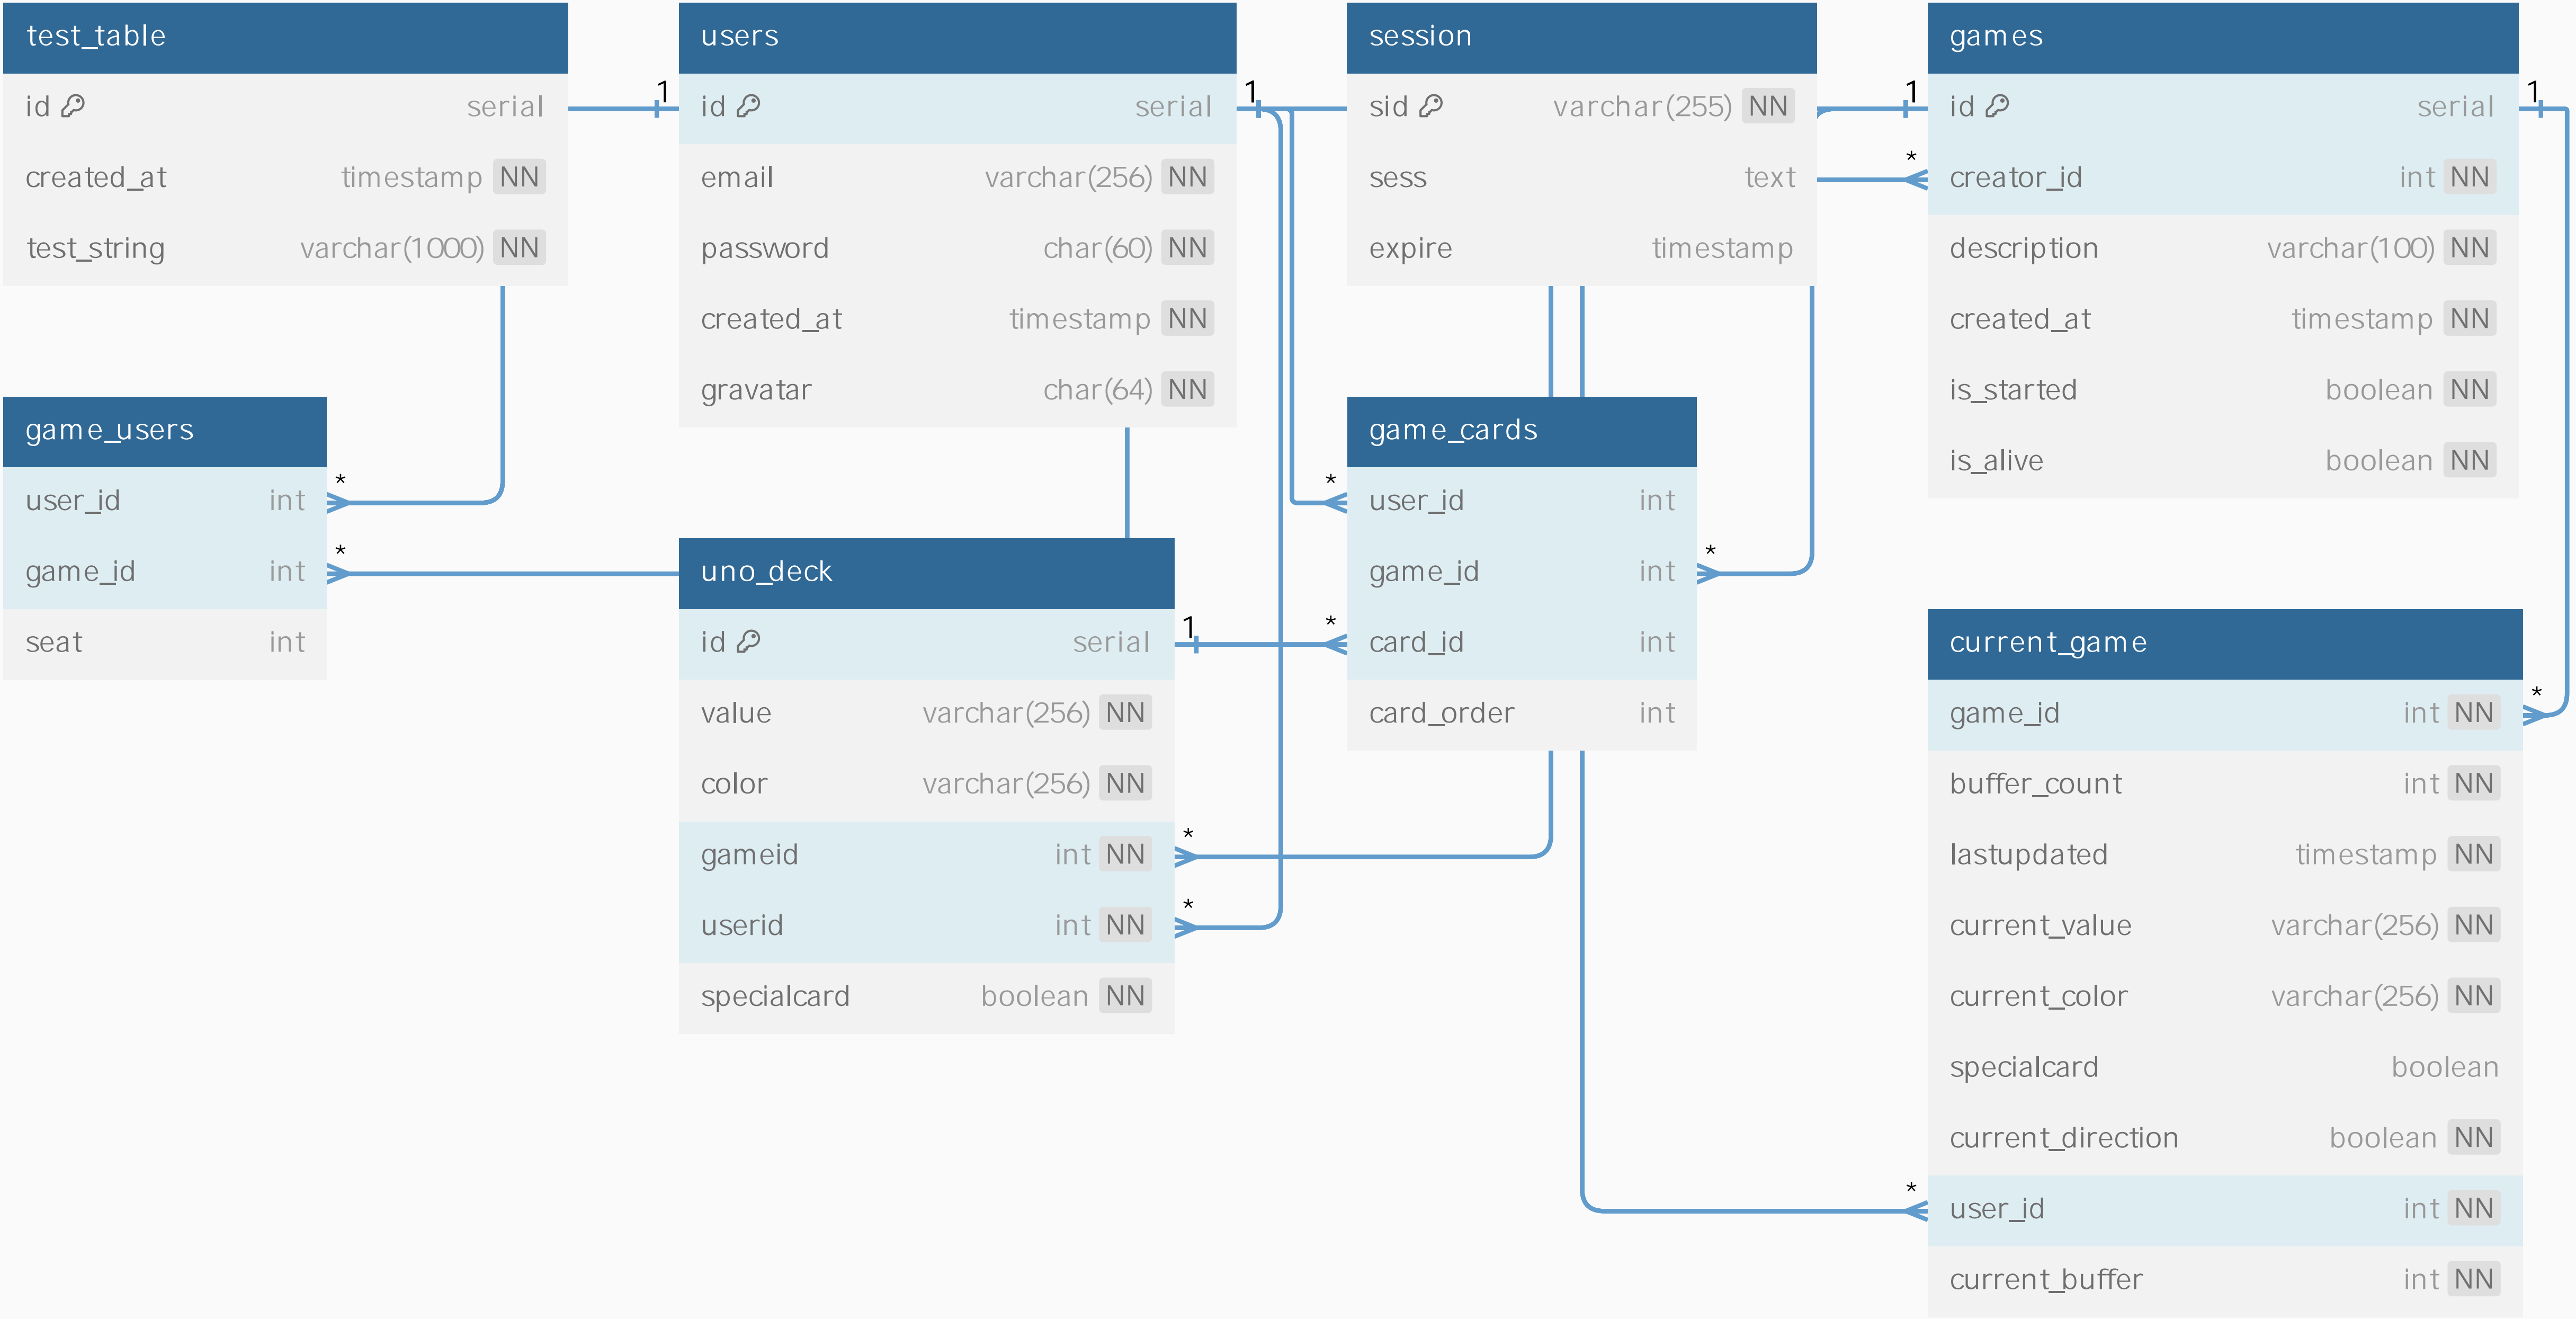 test_table
id serial
created_at timestamp NN
test_string varchar(1000) NN
users
1 id serial 1
email varchar(256) NN
password char(60) NN
created_at timestamp NN
gravatar char(64) NN
session
sid varchar(255) NN
sess text
expire timestamp
games
1 id serial 1
* creator_id int NN
description varchar(100) NN
created_at timestamp NN
is_started boolean NN
is_alive boolean NN
game_users
user_id int *
game_id int *
seat int
uno_deck
id serial 1
value varchar(256) NN
color varchar(256) NN
gameid int NN *
userid int NN *
specialcard boolean NN
game_cards
* user_id int
game_id int *
* card_id int
card_order int
current_game
game_id int NN *
buffer_count int NN
lastupdated timestamp NN
current_value varchar(256) NN
current_color varchar(256) NN
specialcard boolean
current_direction boolean NN
* user_id int NN
current_buffer int NN